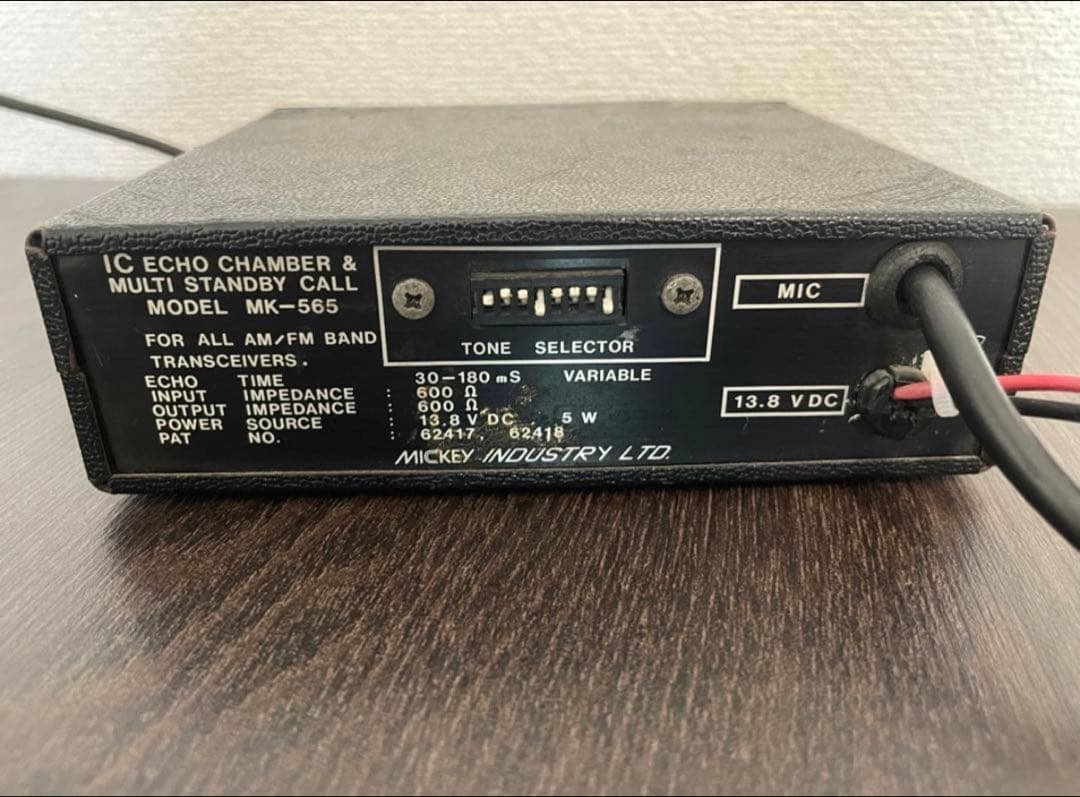 IC ECHO CHAMBER &
MULTI STANDBY CALL
MODEL MK-565
FOR ALL AM/FM BAND
TRANSCEIVERS.
TONE SELECTOR
MIC
13.8 V DC
ECHO TIME : 30-180 mS VARIABLE
INPUT IMPEDANCE : 600 Ω
OUTPUT IMPEDANCE : 600 Ω
POWER SOURCE : 13.8 V DC 5 W
PAT NO. : 62417, 62418
MICKEY INDUSTRY LTD.